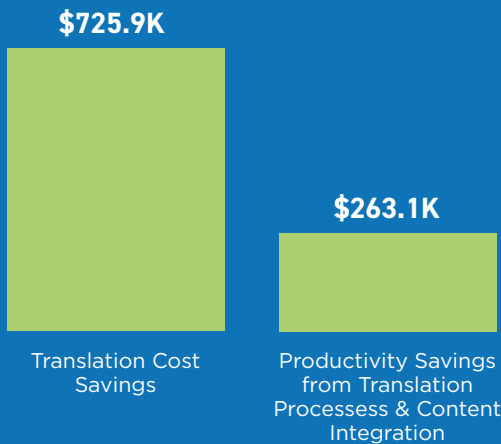 $725.9K
Translation Cost
Savings
$263.1K
Productivity Savings
from Translation
Processess & Content
Integration